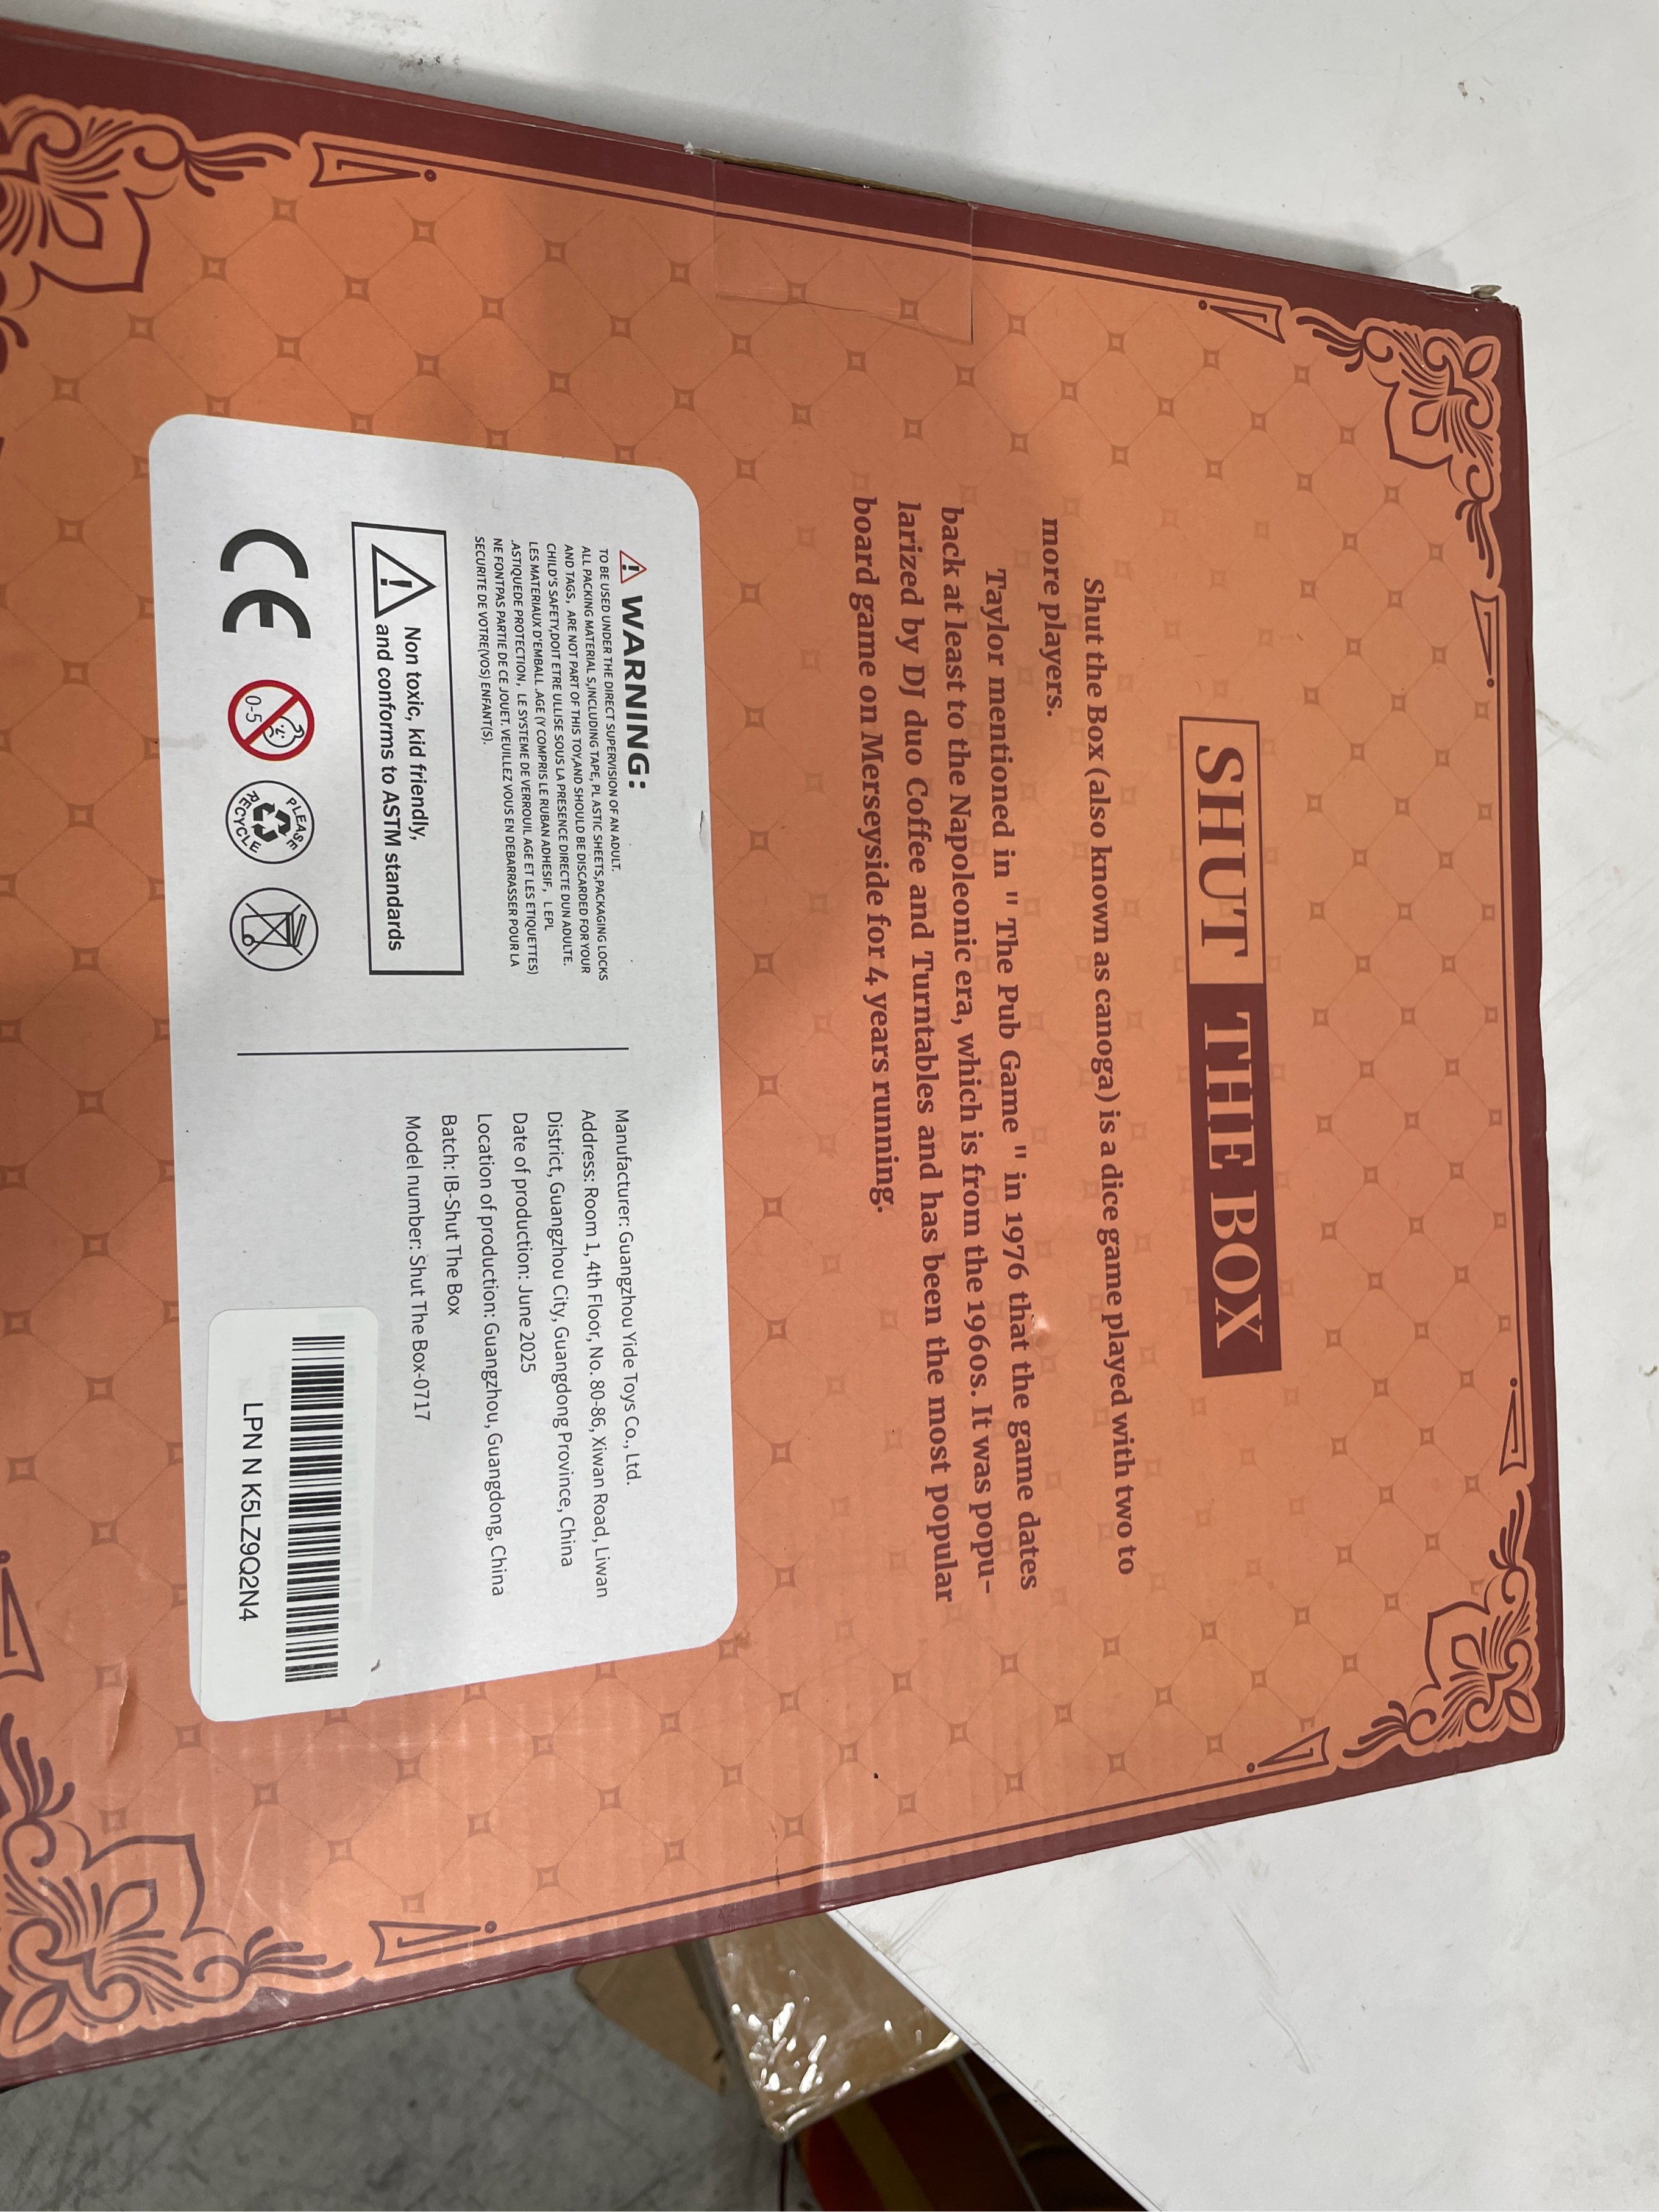 SHUT THE BOX
Shut the Box (also known as canoga) is a dice game played with two to
more players.
Taylor mentioned in " The Pub Game " in 1976 that the game dates
back at least to the Napoleonic era, which is from the 1960s. It was popu-
larized by DJ duo Coffee and Turntables and has been the most popular
board game on Merseyside for 4 years running.
WARNING:
TO BE USED UNDER THE DIRECT SUPERVISION OF AN ADULT.
ALL PACKING MATERIAL S,INCLUDING TAPE, PL ASTIC SHEETS,PACKAGING LOCKS
AND TAGS, ARE NOT PART OF THIS TOY,AND SHOULD BE DISCARDED FOR YOUR
CHILD'S SAFETY,DOIT ETRE ULLISE SOUS LA PRESENCE DIRECTE DUN ADULTE.
LES MATERIAUX D'EMBALL .AGE (Y COMPRIS LE RUBAN ADHESIF, L EPL
.ASTIQUEDE PROTECTION, LE SYSTEME DE VERROUIL AGE ET LES ETIQUETTES)
NE FONTPAS PARTIE DE CE JOUET. VEUILLEZ VOUS EN DEBARRASSER POUR LA
SECURITE DE VOTRE(VOS) ENFANT(S).
Non toxic, kid friendly,
and conforms to ASTM standards
CE
0-5
PLEASE
RECYCLE
Manufacturer: Guangzhou Yide Toys Co., Ltd.
Address: Room 1, 4th Floor, No. 80-86, Xiwan Road, Liwan
District, Guangzhou City, Guangdong Province, China
Date of production: June 2025
Location of production: Guangzhou, Guangdong, China
Batch: IB-Shut The Box
Model number: Shut The Box-0717
LPN N K5LZ9Q2N4